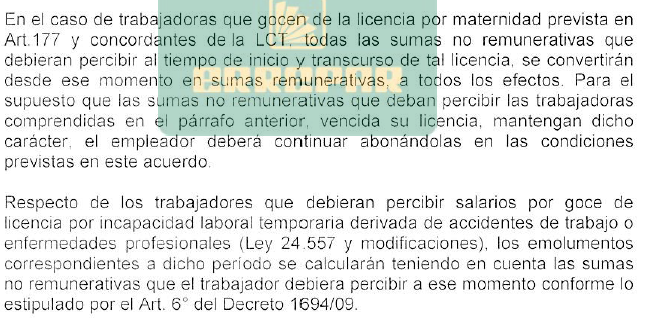 En el caso de trabajadoras que gocen de la licencia por maternidad prevista en
Art.177 y concordantes de la LCT, todas las sumas no remunerativas que
debieran percibir al tiempo de inicio y transcurso de tal licencia, se convertirán
desde ese momento en sumas remunerativas, a todos los efectos. Para el
ERREPAR
supuesto que las sumas no remunerativas que deban percibir las trabajadoras
comprendidas en el párrafo anterior, vencida su licencia, mantengan dicho
carácter, el empleador deberá continuar abonándolas en las condiciones
previstas en este acuerdo.
Respecto de los trabajadores que debieran percibir salarios por goce de
licencia por incapacidad laboral temporaria derivada de accidentes de trabajo o
enfermedades profesionales (Ley 24.557 y modificaciones), los emolumentos
correspondientes a dicho período se calcularán teniendo en cuenta las sumas
no remunerativas que el trabajador debiera percibir a ese momento conforme lo
estipulado por el Art. 6° del Decreto 1694/09.